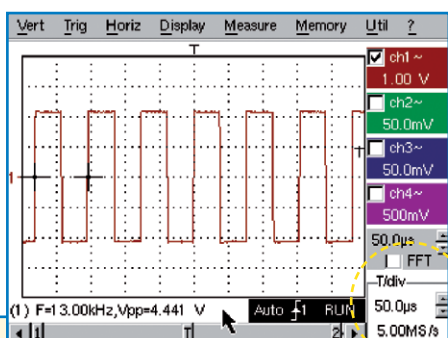 Vert Trig Horiz Display Measure Memory Util ?
T
ch1~
1.00 V
ch2~
50.0mV
ch3~
50.0mV
T
ch4~
500mV
1
50.0µs
FFT
T/div
(1) F=13.00kHz,Vpp=4.441 V
Auto 1 RUN
50.0µs
1 T 2
5.00MS/s